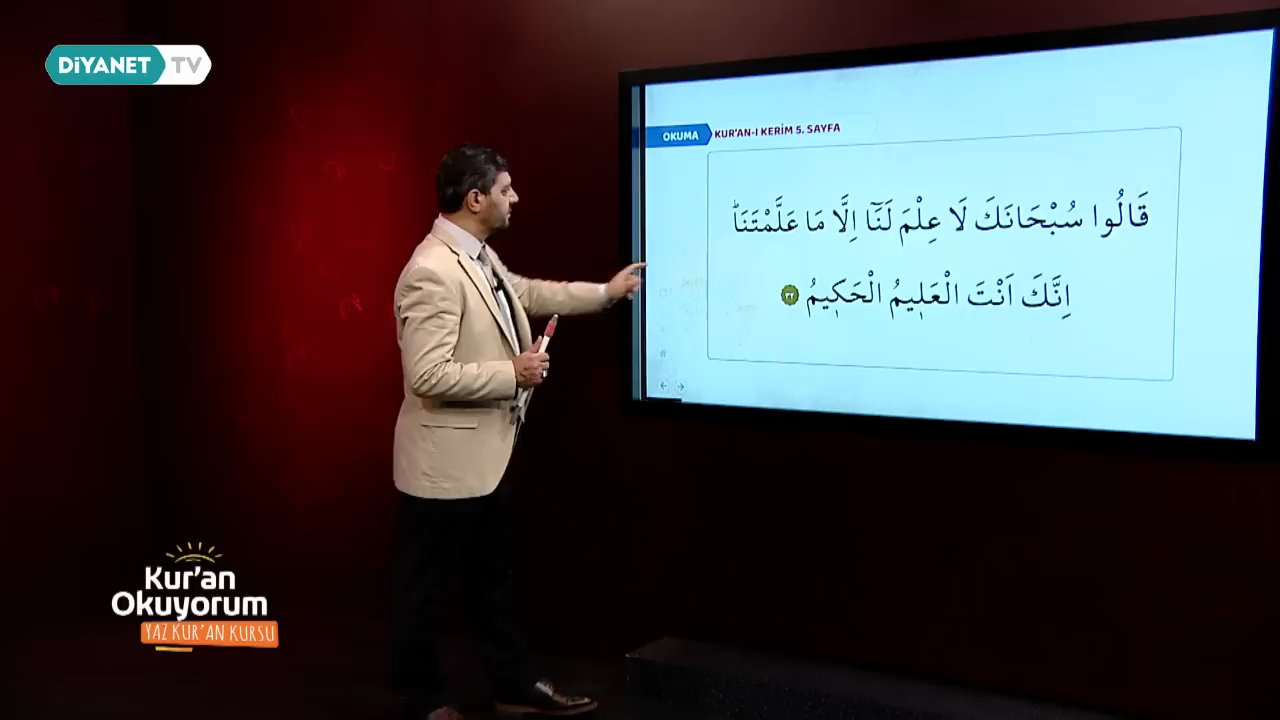 DİYANET TV
OKUMA
KUR'AN-I KERİM 5. SAYFA
قَالُوا سُبْحَانَكَ لَا عِلْمَ لَنَٓا اِلَّا مَا عَلَّمْتَنَاۜ
اِنَّكَ اَنْتَ الْعَل۪يمُ الْحَك۪يمُ ٣٢
Kur'an
Okuyorum
YAZ KUR'AN KURSU